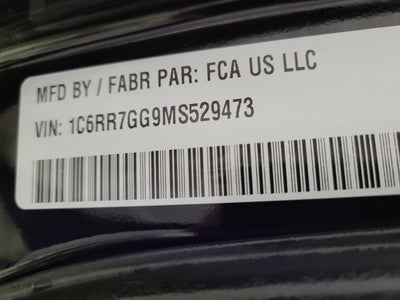 MFD BY / FABR PAR: FCA US LLC
VIN: 1C6RR7GG9MS529473